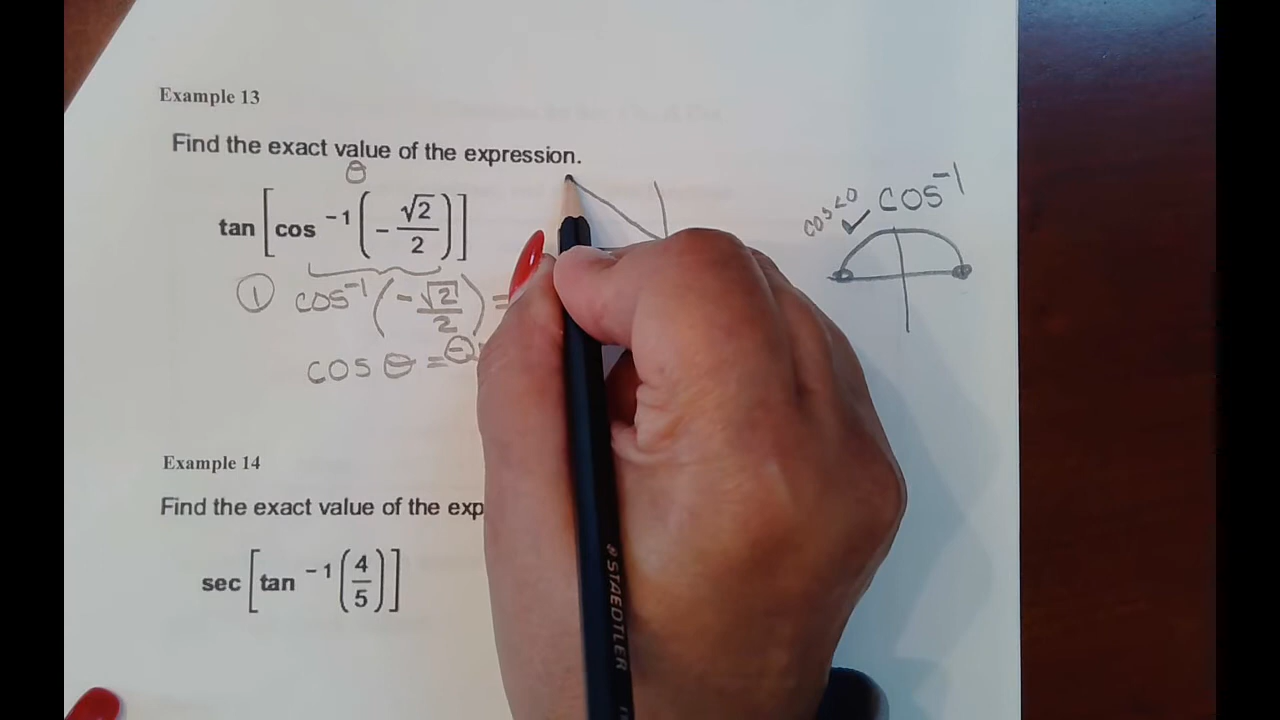 Example 13
Find the exact value of the expression.
θ
tan [cos⁻¹(-√2/2)]
cos<0 ✓ cos⁻¹
① cos⁻¹(-√2/2) =
cos θ = ⊖
Example 14
Find the exact value of the exp
sec [tan⁻¹(4/5)]
STAEDTLER